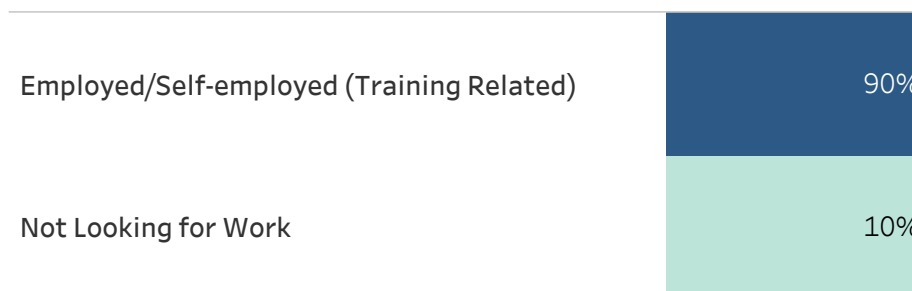 Employed/Self-employed (Training Related) 90%
Not Looking for Work 10%